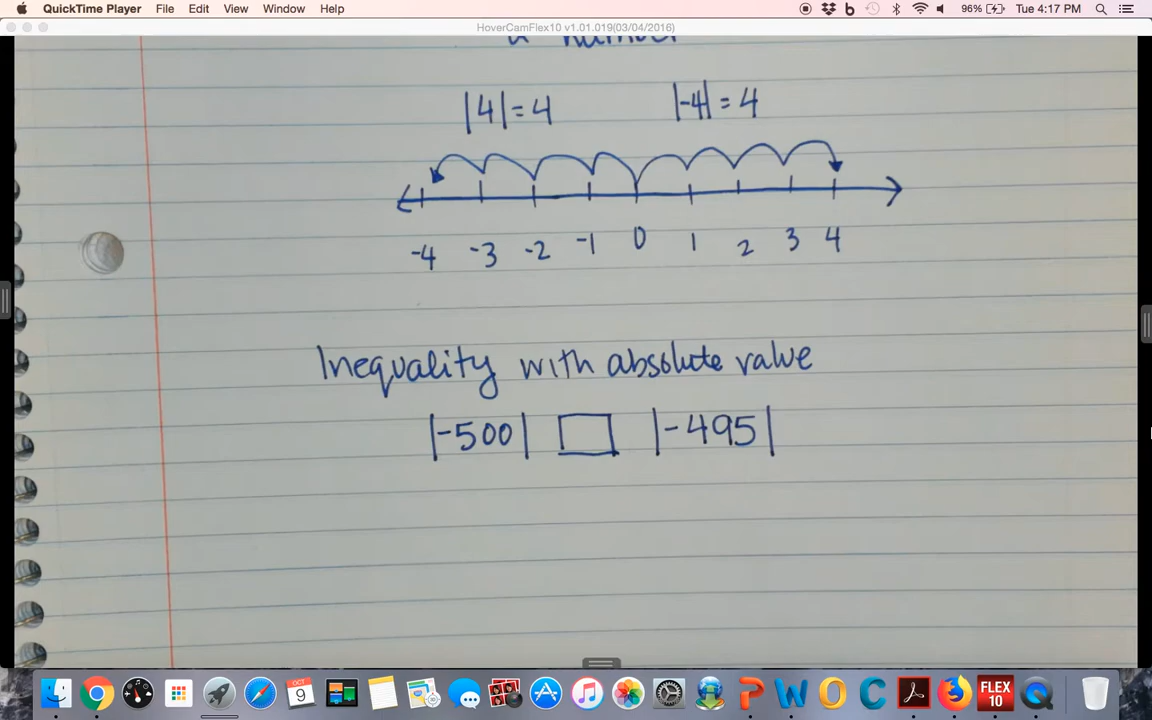 QuickTime Player File Edit View Window Help 96% Tue 4:17 PM
HoverCamFlex10 v1.01.019(03/04/2016)
a number
|4|=4 |-4|=4
-4 -3 -2 -1 0 1 2 3 4
Inequality with absolute value
|-500| |-495|
OCT
9
FLEX
10